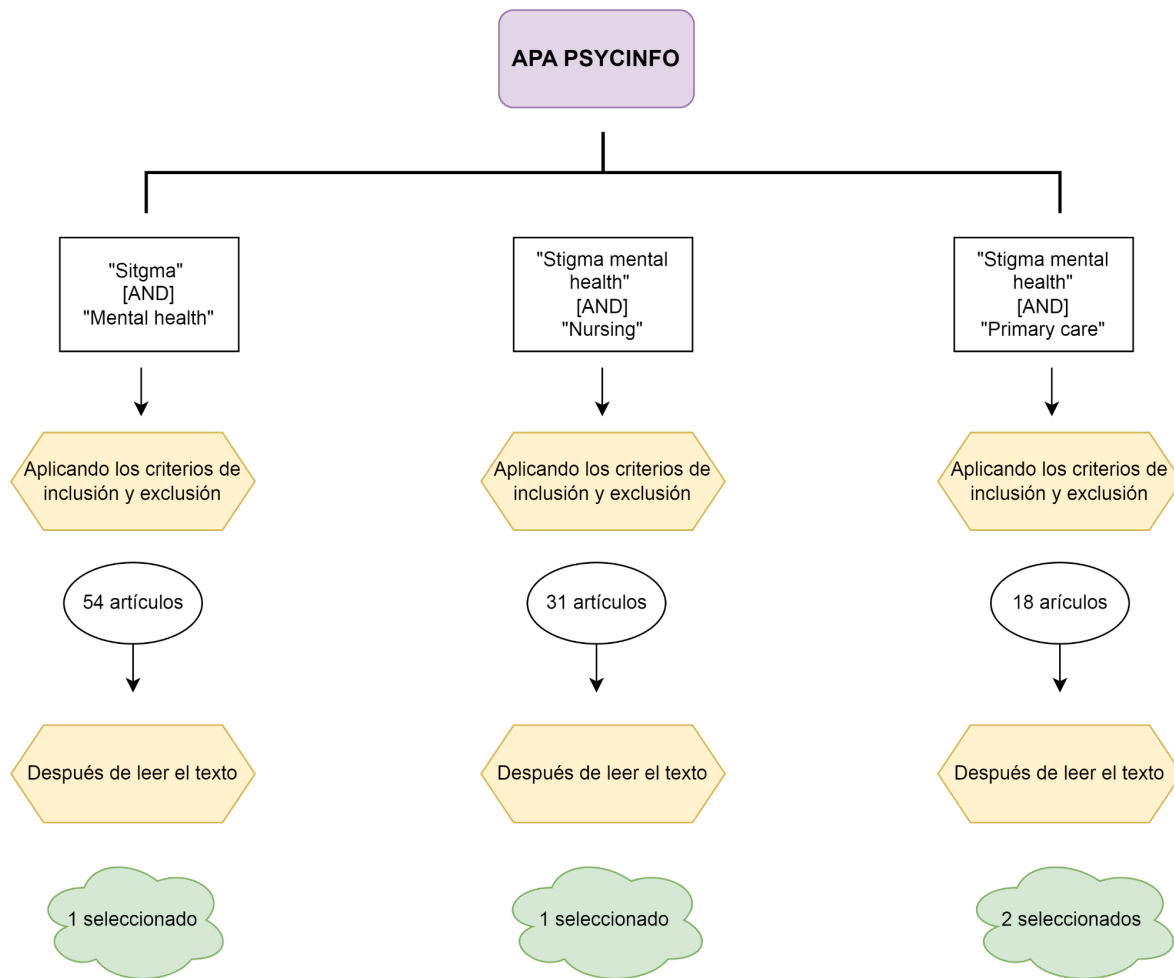 APA PSYCINFO
"Sitgma"
[AND]
"Mental health"
"Stigma mental
health"
[AND]
"Nursing"
"Stigma mental
health"
[AND]
"Primary care"
Aplicando los criterios de
inclusión y exclusión
Aplicando los criterios de
inclusión y exclusión
Aplicando los criterios de
inclusión y exclusión
54 artículos
31 artículos
18 arículos
Después de leer el texto
Después de leer el texto
Después de leer el texto
1 seleccionado
1 seleccionado
2 seleccionados